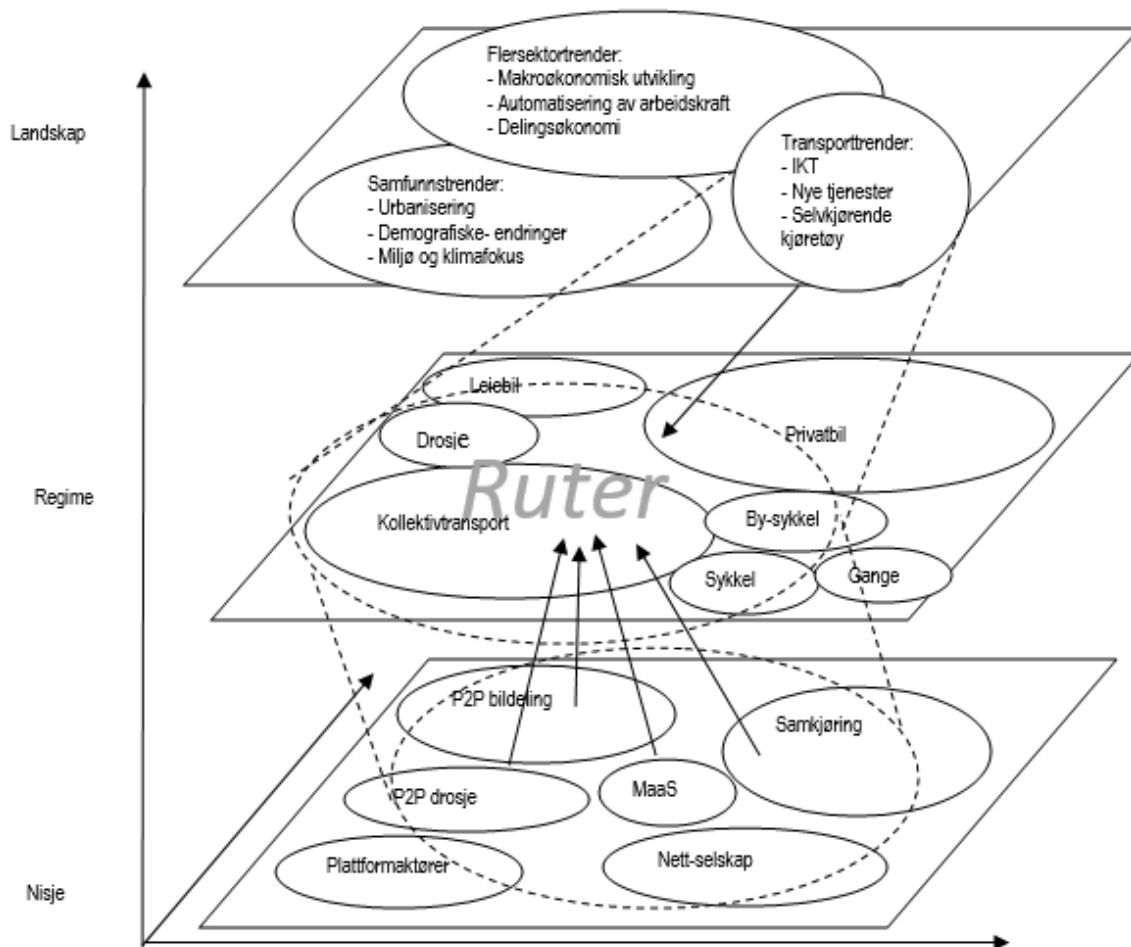 Landskap
Flersektortrender:
- Makroøkonomisk utvikling
- Automatisering av arbeidskraft
- Delingsøkonomi
Samfunnstrender:
- Urbanisering
- Demografiske- endringer
- Miljø og klimafokus
Transporttrender:
- IKT
- Nye tjenester
- Selvkjørende
kjøretøy
Regime
Leiebil
Drosje
Privatbil
Ruter
Kollektivtransport
By-sykkel
Sykkel
Gange
Nisje
P2P bildeling
Samkjøring
P2P drosje
MaaS
Plattformaktører
Nett-selskap